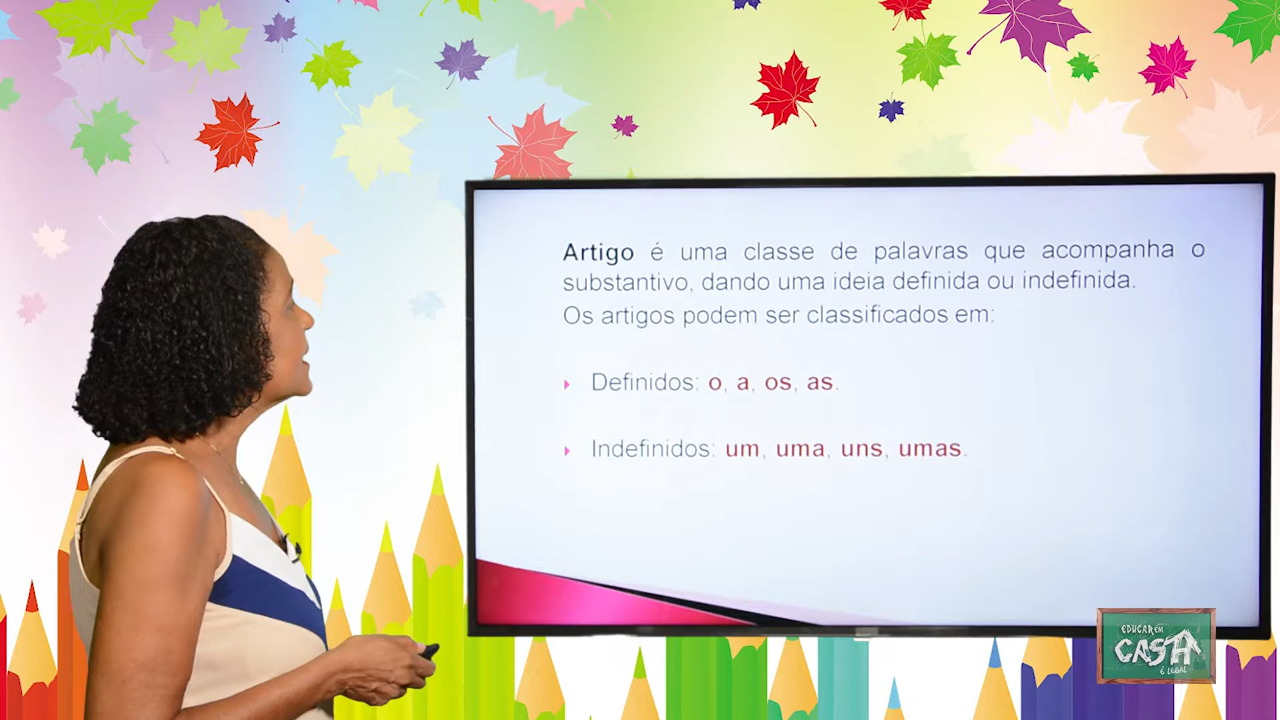 Artigo é uma classe de palavras que acompanha o
substantivo, dando uma ideia definida ou indefinida.
Os artigos podem ser classificados em:
Definidos: o, a, os, as.
Indefinidos: um, uma, uns, umas.
EDUCAR EM
CASA
É LEGAL